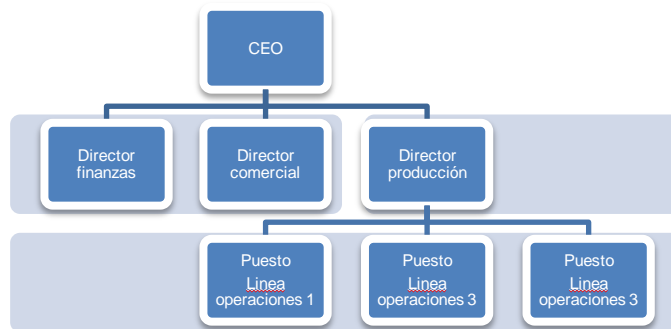 CEO
Director
finanzas
Director
comercial
Director
producción
Puesto
Linea
operaciones 1
Puesto
Linea
operaciones 3
Puesto
Linea
operaciones 3